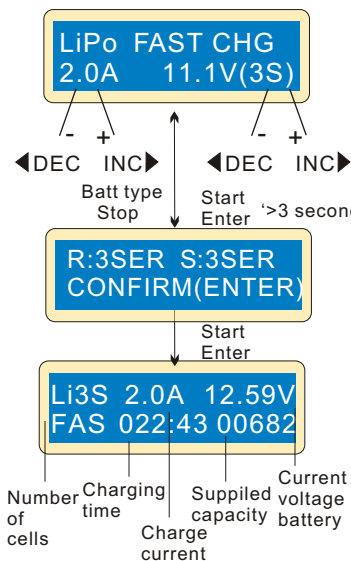 LiPo FAST CHG
2.0A 11.1V(3S)
- + - +
◀DEC INC▶ ◀DEC INC▶
Batt type
Stop
Start
Enter
‘>3 secon
R:3SER S:3SER
CONFIRM(ENTER)
Start
Enter
Li3S 2.0A 12.59V
FAS 022:43 00682
Number
of
cells
Charging
time
Charge
current
Suppiled
capacity
Current
voltage
battery